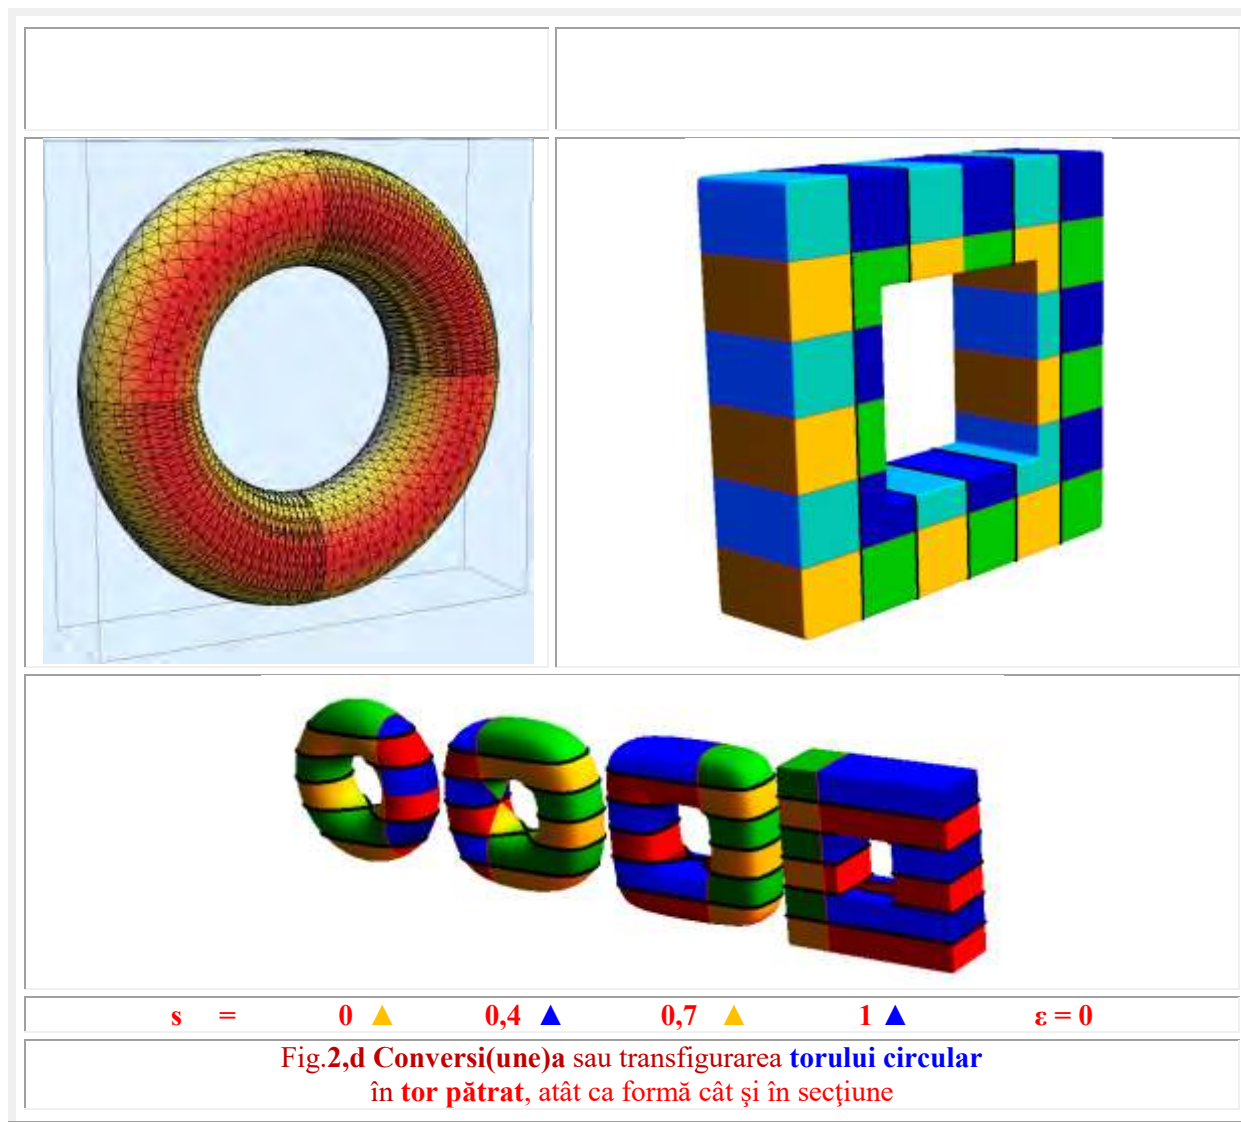 s = 0 ▲ 0,4 ▲ 0,7 ▲ 1 ▲ ε = 0
Fig.2,d Conversi(une)a sau transfigurarea torului circular
în tor pătrat, atât ca formă cât şi în secţiune